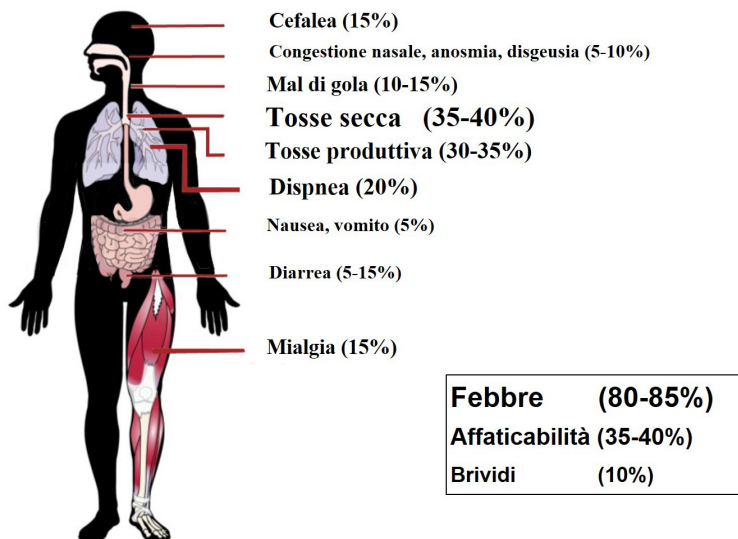 Cefalea (15%)
Congestione nasale, anosmia, disgeusia (5-10%)
Mal di gola (10-15%)
Tosse secca (35-40%)
Tosse produttiva (30-35%)
Dispnea (20%)
Nausea, vomito (5%)
Diarrea (5-15%)
Mialgia (15%)
Febbre (80-85%)
Affaticabilità (35-40%)
Brividi (10%)